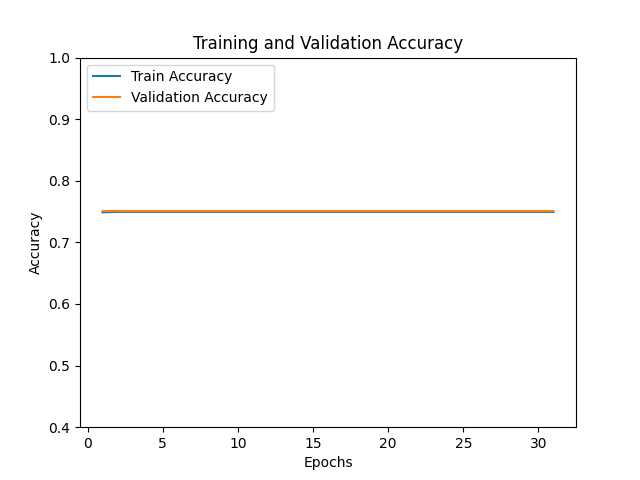 Training and Validation Accuracy
Train Accuracy
Validation Accuracy
1.0
0.9
0.8
0.7
0.6
0.5
0.4
Accuracy
0 5 10 15 20 25 30
Epochs